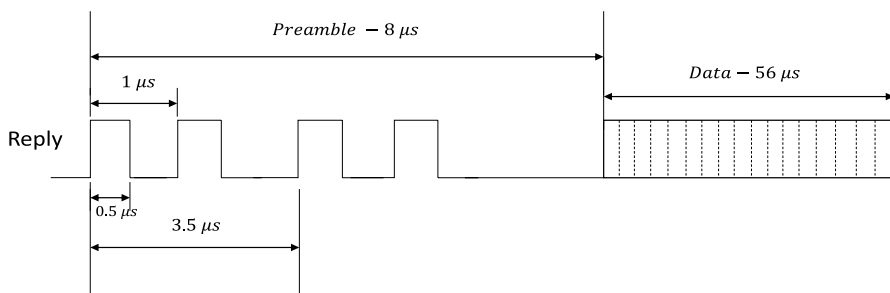 Preamble − 8 μs
Data − 56 μs
1 μs
Reply
0.5 μs
3.5 μs